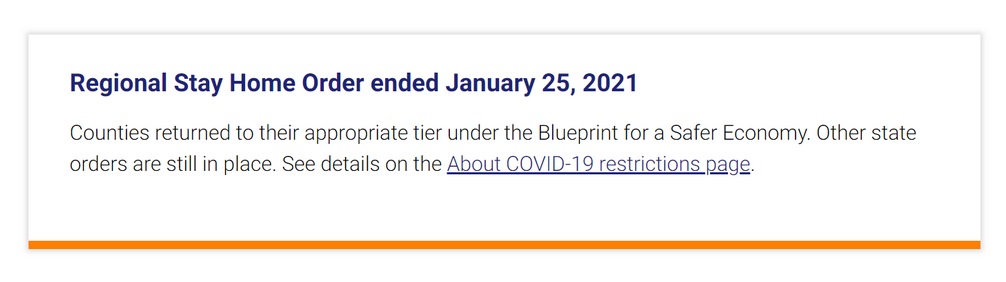 Regional Stay Home Order ended January 25, 2021
Counties returned to their appropriate tier under the Blueprint for a Safer Economy. Other state
orders are still in place. See details on the About COVID-19 restrictions page.